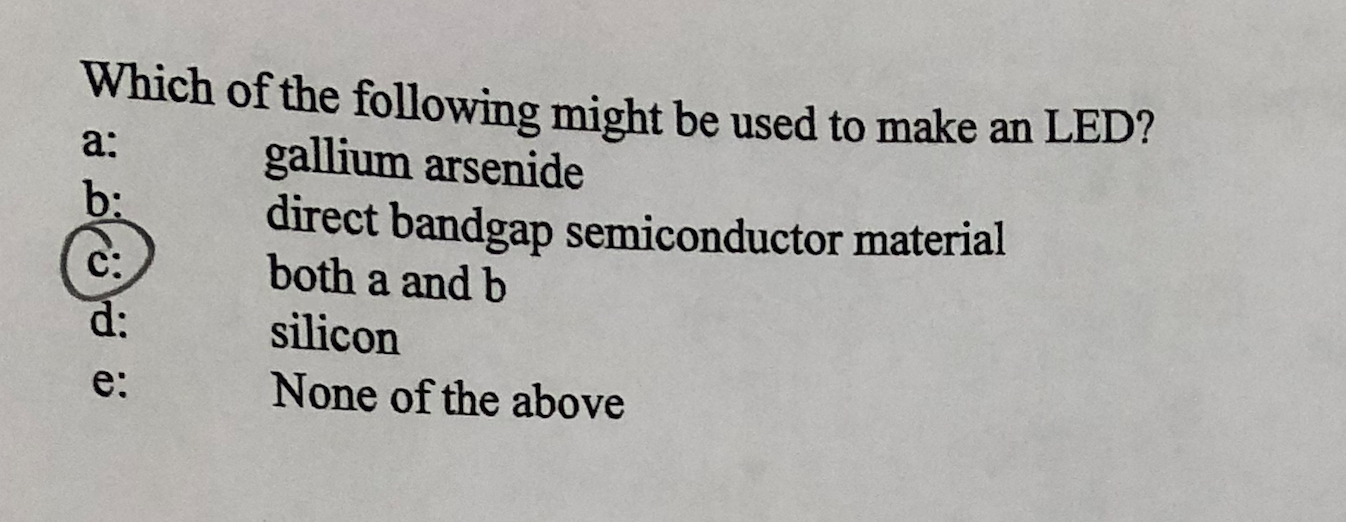 Which of the following might be used to make an LED?
a: gallium arsenide
b: direct bandgap semiconductor material
c: both a and b
d: silicon
e: None of the above